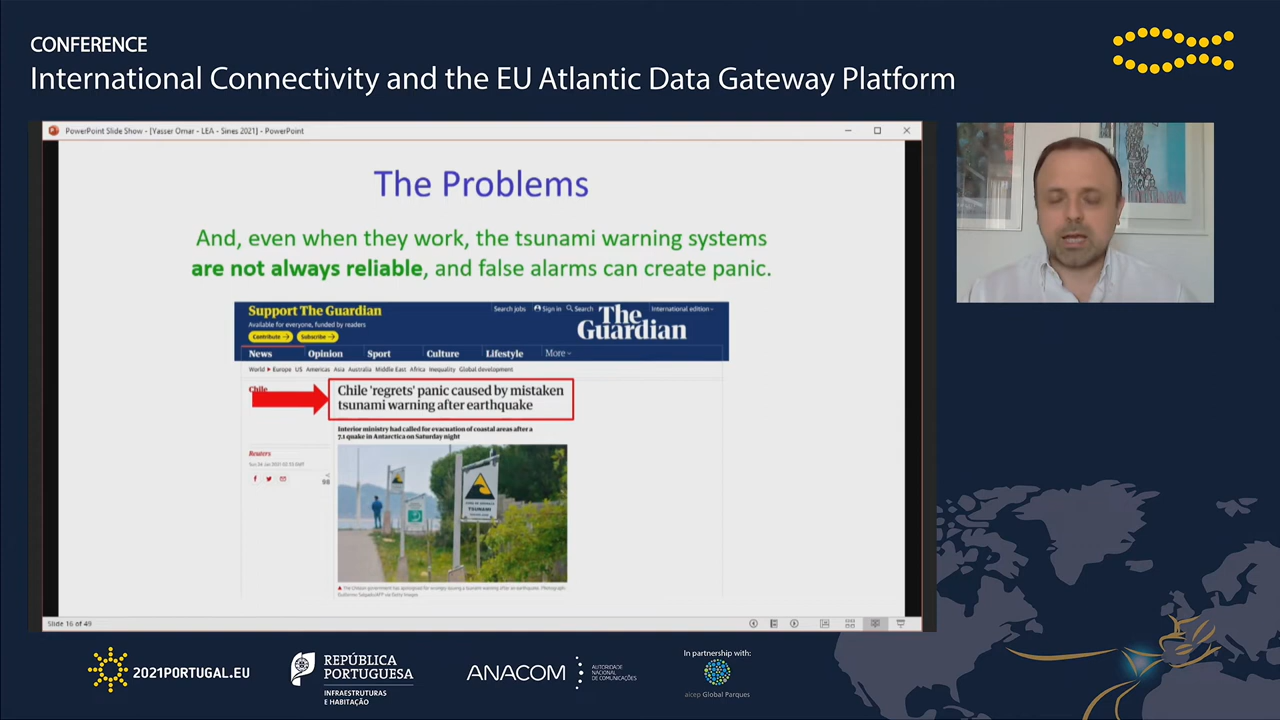 CONFERENCE
International Connectivity and the EU Atlantic Data Gateway Platform
PowerPoint Slide Show - [Yasser Omar - LEA - Sines 2021] - PowerPoint
The Problems
And, even when they work, the tsunami warning systems
are not always reliable, and false alarms can create panic.
Support The Guardian
Available for everyone, funded by readers
Contribute →
Subscribe →
Search jobs
Sign in
Search
International edition
The Guardian
News
Opinion
Sport
Culture
Lifestyle
More
World
Europe
US
Americas
Asia
Australia
Middle East
Africa
Inequality
Global development
Chile
Chile 'regrets' panic caused by mistaken
tsunami warning after earthquake
Interior ministry had called for evacuation of coastal areas after a
7.1 quake in Antarctica on Saturday night
Reuters
98
TSUNAMI
Slide 16 of 49
2021PORTUGAL.EU
REPÚBLICA
PORTUGUESA
INFRAESTRUTURAS
E HABITAÇÃO
ANACOM
AUTORIDADE
NACIONAL
DE COMUNICAÇÕES
In partnership with:
aicep Global Parques